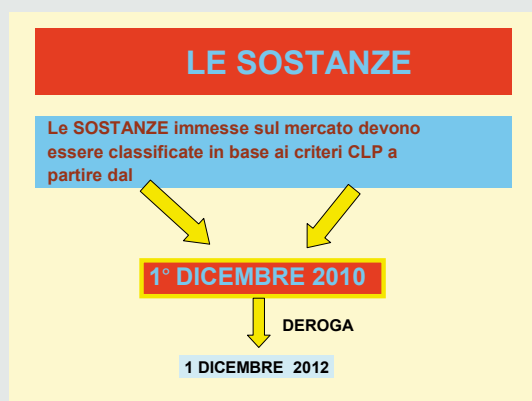 LE SOSTANZE
Le SOSTANZE immesse sul mercato devono
essere classificate in base ai criteri CLP a
partire dal
1° DICEMBRE 2010
DEROGA
1 DICEMBRE 2012